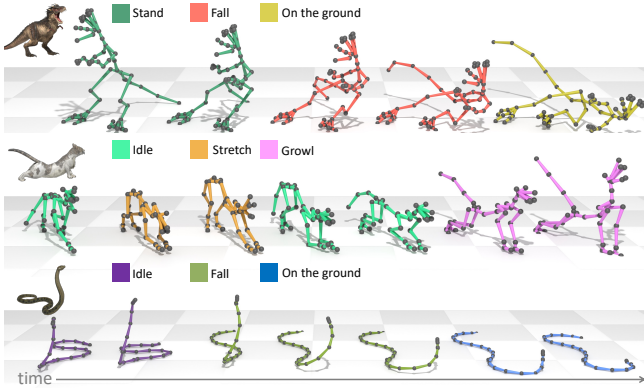 Stand Fall On the ground
Idle Stretch Growl
Idle Fall On the ground
time